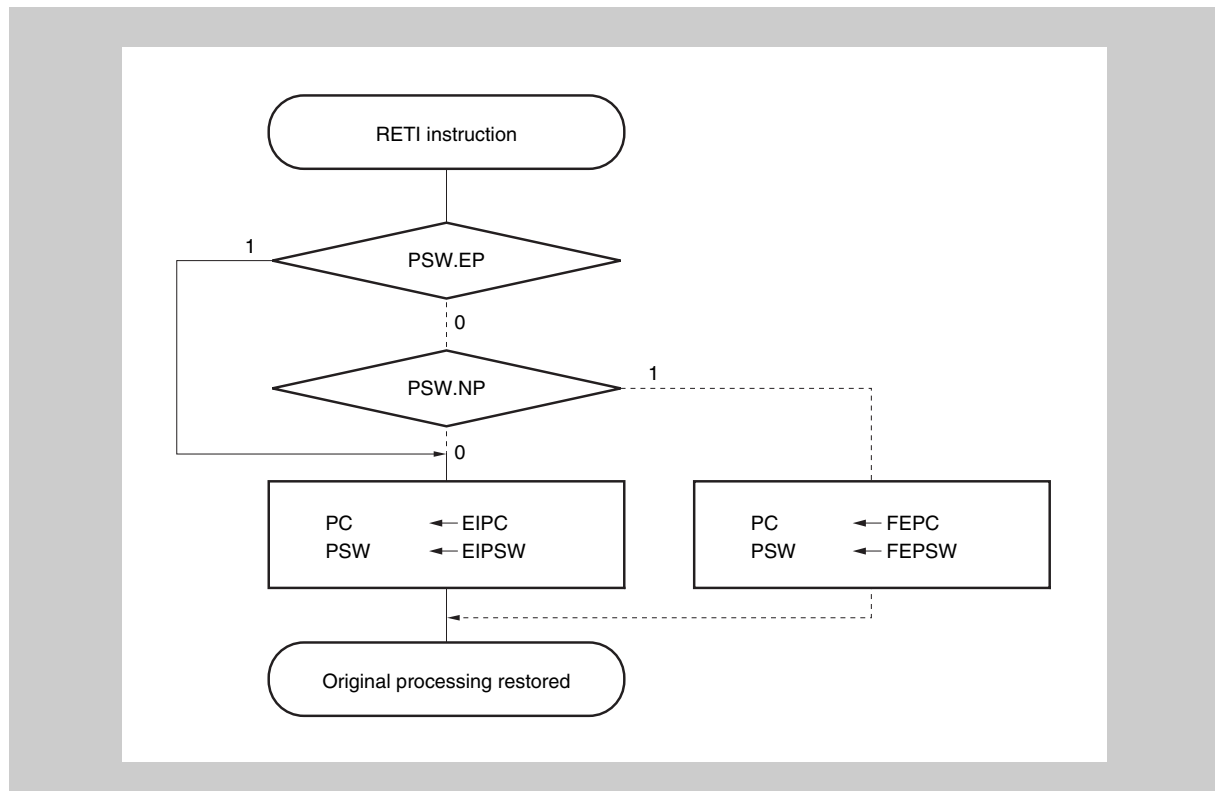 RETI instruction
1
PSW.EP
0
1
PSW.NP
0
PC ← EIPC
PSW ← EIPSW
PC ← FEPC
PSW ← FEPSW
Original processing restored